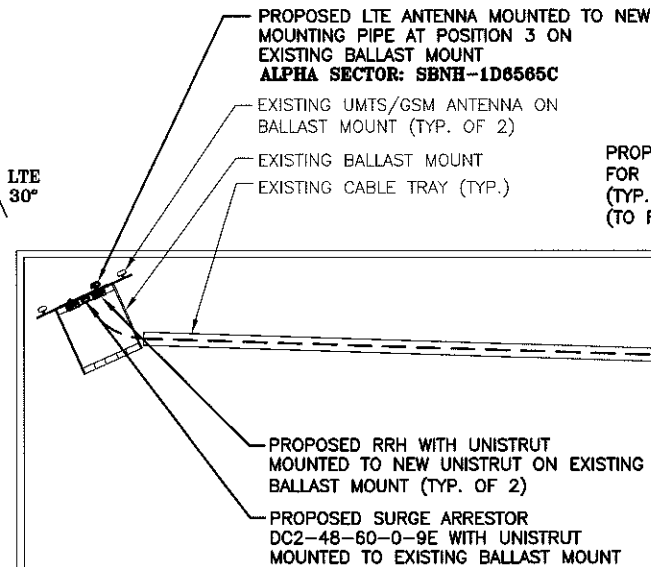 PROPOSED LTE ANTENNA MOUNTED TO NEW
MOUNTING PIPE AT POSITION 3 ON
EXISTING BALLAST MOUNT
ALPHA SECTOR: SBNH-1D6565C
EXISTING UMTS/GSM ANTENNA ON
BALLAST MOUNT (TYP. OF 2)
EXISTING BALLAST MOUNT
EXISTING CABLE TRAY (TYP.)
LTE
30°
PROP
FOR
(TYP.
(TO F
PROPOSED RRH WITH UNISTRUT
MOUNTED TO NEW UNISTRUT ON EXISTING
BALLAST MOUNT (TYP. OF 2)
PROPOSED SURGE ARRESTOR
DC2-48-60-0-9E WITH UNISTRUT
MOUNTED TO EXISTING BALLAST MOUNT